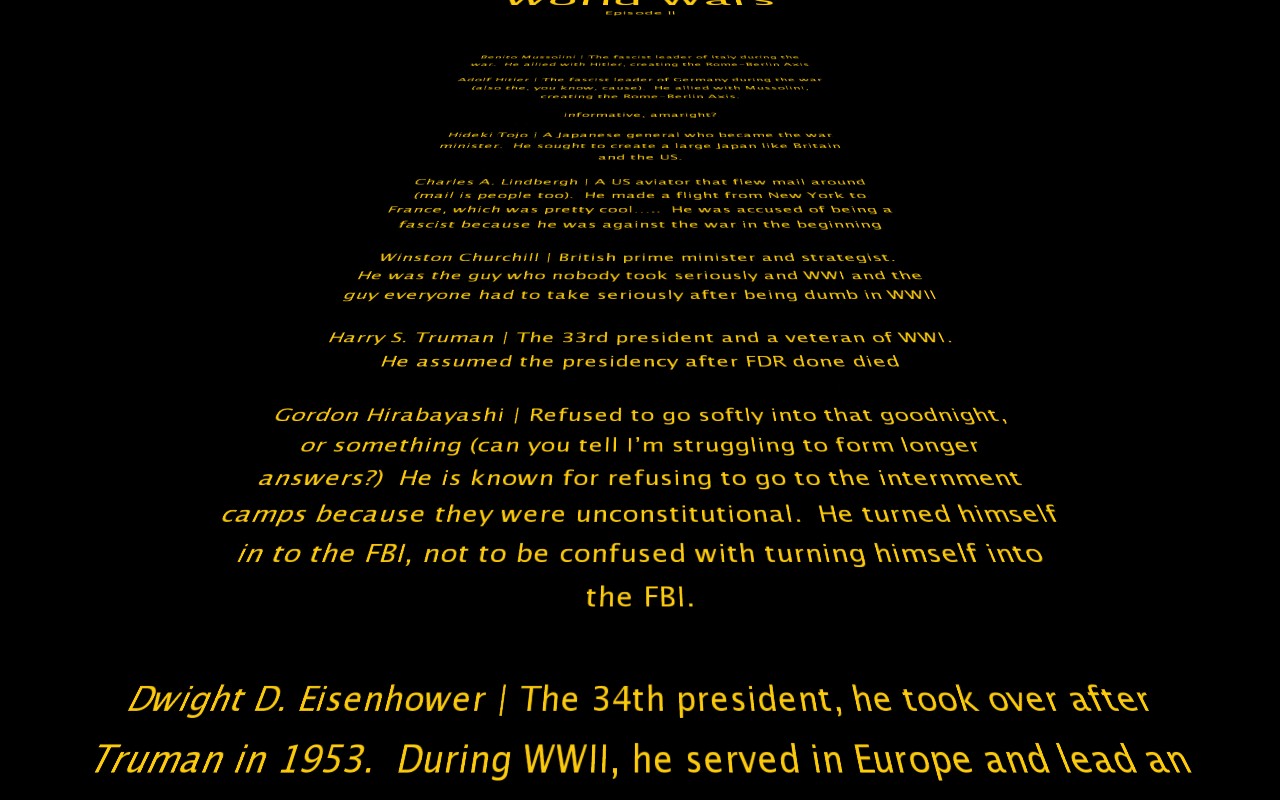 World Wars
Episode II
Benito Mussolini | The fascist leader of Italy during the
war.  He allied with Hitler, creating the Rome-Berlin Axis
Adolf Hitler | The fascist leader of Germany during the war
(also the, you know, cause)  He allied with Mussolini,
creating the Rome-Berlin Axis.
informative, amaright?
Hideki Tojo | A Japanese general who became the war
minister.  He sought to create a large Japan like Britain
and the US.
Charles A. Lindbergh | A US aviator that flew mail around
(mail is people too).  He made a flight from New York to
France, which was pretty cool.....  He was accused of being a
fascist because he was against the war in the beginning
Winston Churchill | British prime minister and strategist.
He was the guy who nobody took seriously and WWI and the
guy everyone had to take seriously after being dumb in WWII
Harry S. Truman | The 33rd president and a veteran of WWI.
He assumed the presidency after FDR done died
Gordon Hirabayashi | Refused to go softly into that goodnight,
or something (can you tell I'm struggling to form longer
answers?)  He is known for refusing to go to the internment
camps because they were unconstitutional.  He turned himself
in to the FBI, not to be confused with turning himself into
the FBI.
Dwight D. Eisenhower | The 34th president, he took over after
Truman in 1953.  During WWII, he served in Europe and lead an